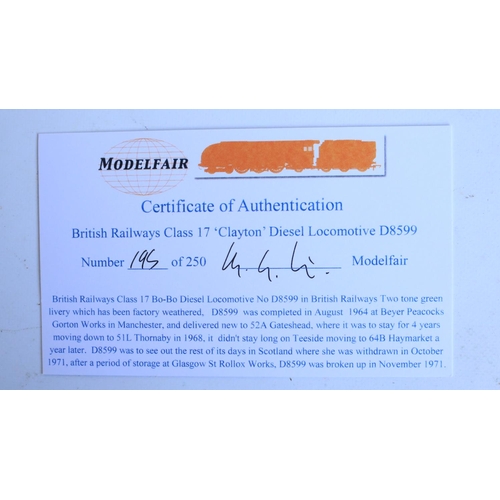 MODELFAIR
Certificate of Authentication
British Railways Class 17 'Clayton' Diesel Locomotive D8599
Number 195 of 250 Modelfair
British Railways Class 17 Bo-Bo Diesel Locomotive No D8599 in British Railways Two tone green
livery which has been factory weathered, D8599 was completed in August 1964 at Beyer Peacocks
Gorton Works in Manchester, and delivered new to 52A Gateshead, where it was to stay for 4 years
moving down to 51L Thornaby in 1968, it didn't stay long on Teeside moving to 64B Haymarket a
year later. D8599 was to see out the rest of its days in Scotland where she was withdrawn in October
1971, after a period of storage at Glasgow St Rollox Works, D8599 was broken up in November 1971.